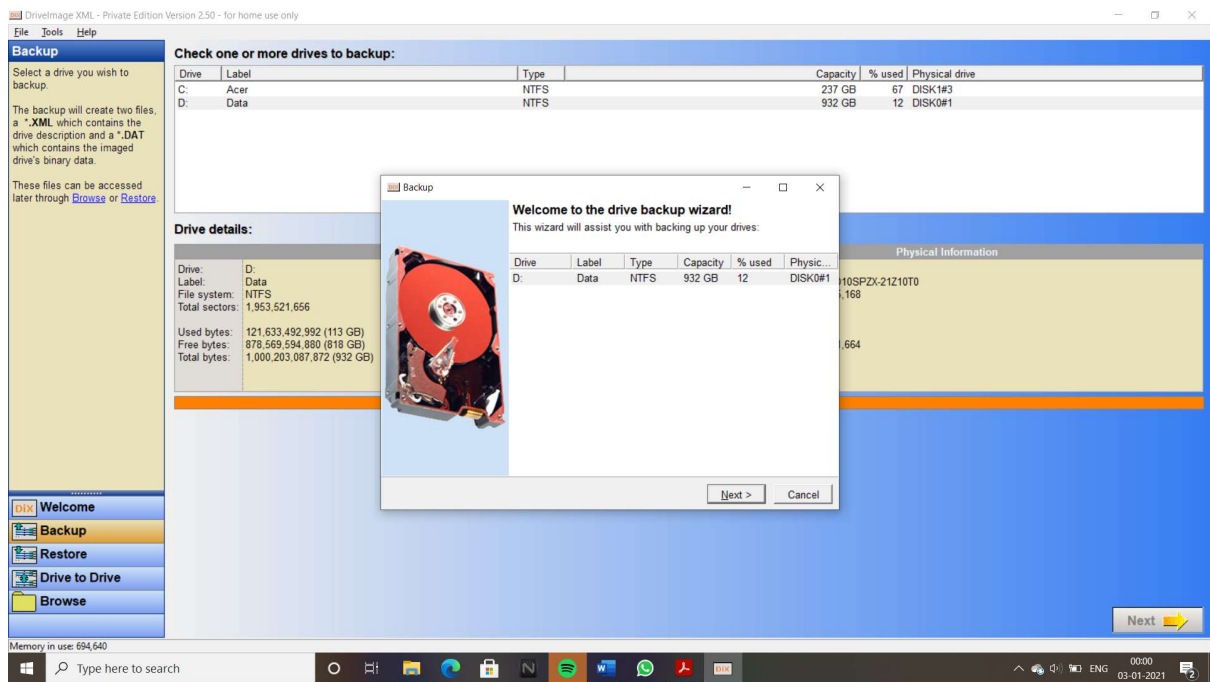 DriveImage XML - Private Edition Version 2.50 - for home use only
File Tools Help
Backup
Select a drive you wish to
backup.
The backup will create two files,
a *.XML which contains the
drive description and a *.DAT
which contains the imaged
drive's binary data.
These files can be accessed
later through Browse or Restore.
Check one or more drives to backup:
Drive Label Type Capacity % used Physical drive
C: Acer NTFS 237 GB 67 DISK1#3
D: Data NTFS 932 GB 12 DISK0#1
Drive details:
Physical Information
Drive: D:
Label: Data
File system: NTFS
Total sectors: 1,953,521,656
Used bytes: 121,633,492,992 (113 GB)
Free bytes: 878,569,594,880 (818 GB)
Total bytes: 1,000,203,087,872 (932 GB)
10SPZX-21Z10T0
,168
,664
Backup
Welcome to the drive backup wizard!
This wizard will assist you with backing up your drives:
Drive Label Type Capacity % used Physic...
D: Data NTFS 932 GB 12 DISK0#1
Next > Cancel
DiX Welcome
Backup
Restore
Drive to Drive
Browse
Next
Memory in use: 694,640
Type here to search
DiX
ENG
00:00
03-01-2021
2